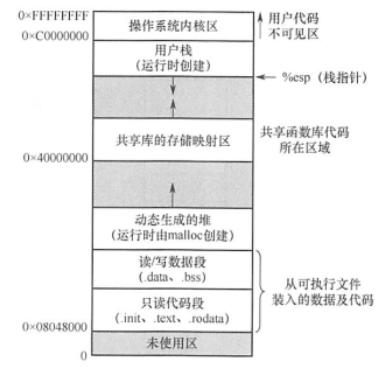 0×FFFFFFFF
操作系统内核区
用户代码
不可见区
0×C0000000
用户栈
(运行时创建)
%esp（栈指针）
共享库的存储映射区
共享函数库代码
所在区域
0×40000000
动态生成的堆
(运行时由malloc创建)
读/写数据段
(.data、.bss)
从可执行文件
装入的数据及代码
只读代码段
(.init、.text、.rodata)
0×08048000
未使用区
0